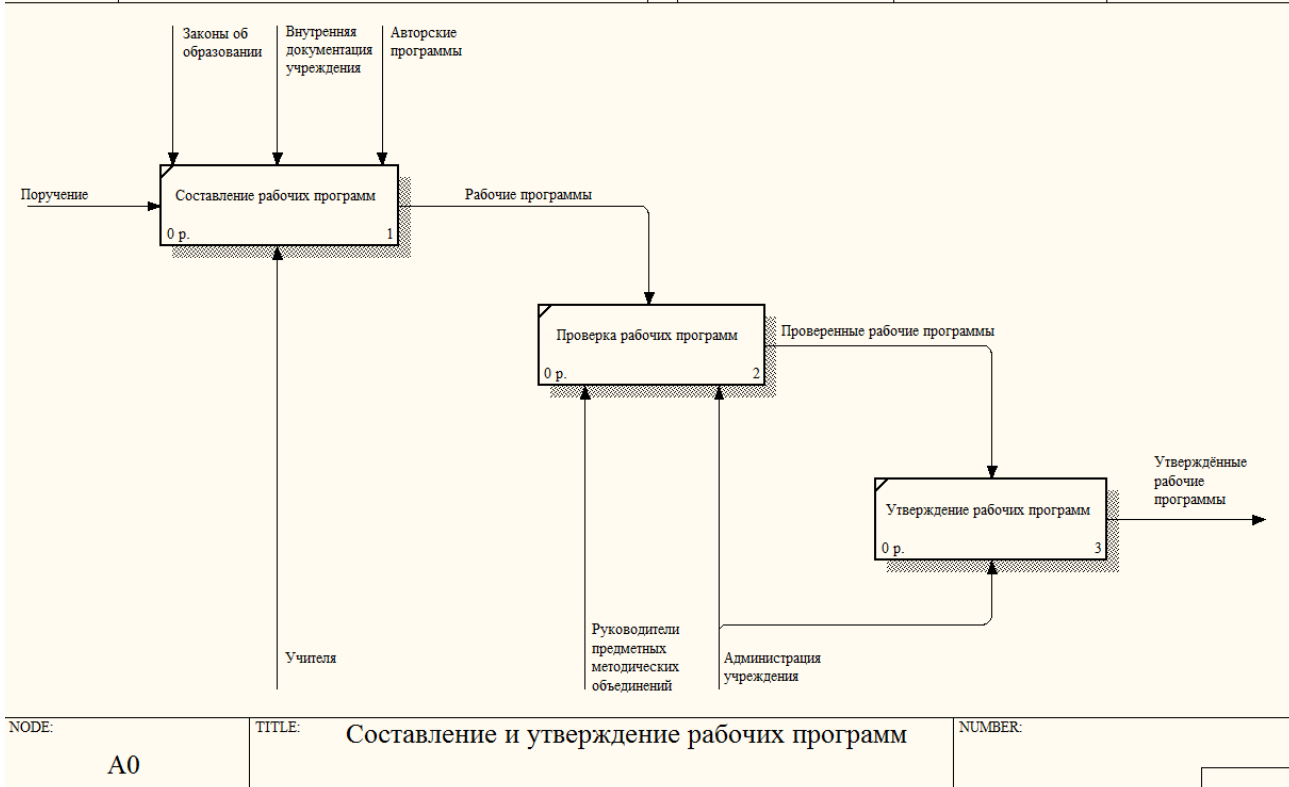 Законы об
образовании
Внутренняя
документация
учреждения
Авторские
программы
Поручение
Составление рабочих программ
0 р.
1
Рабочие программы
Проверка рабочих программ
0 р.
2
Проверенные рабочие программы
Утверждение рабочих программ
0 р.
3
Утверждённые
рабочие
программы
Учителя
Руководители
предметных
методических
объединений
Администрация
учреждения
NODE:
A0
TITLE:
Составление и утверждение рабочих программ
NUMBER: